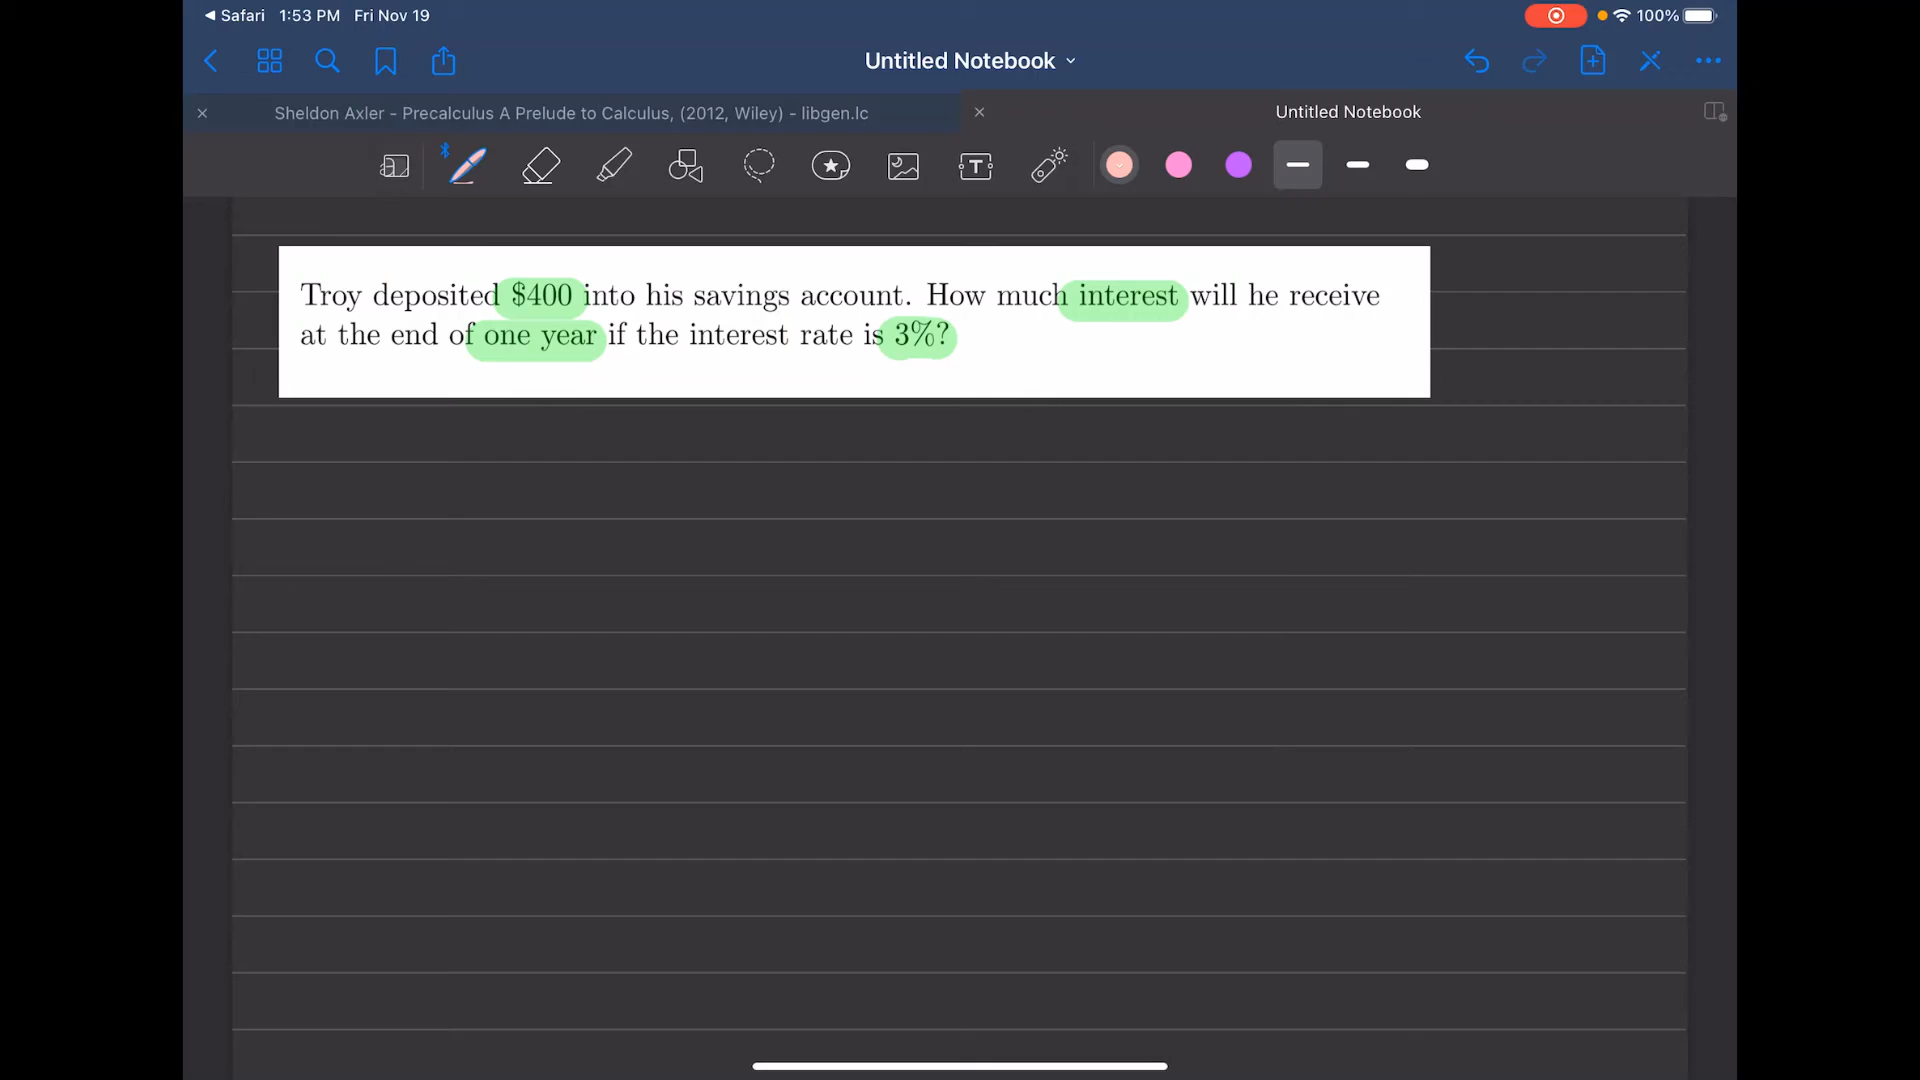 Safari 1:53 PM Fri Nov 19 100%
Untitled Notebook
Sheldon Axler - Precalculus A Prelude to Calculus, (2012, Wiley) - libgen.lc
Untitled Notebook
Troy deposited $400 into his savings account. How much interest will he receive
at the end of one year if the interest rate is 3%?